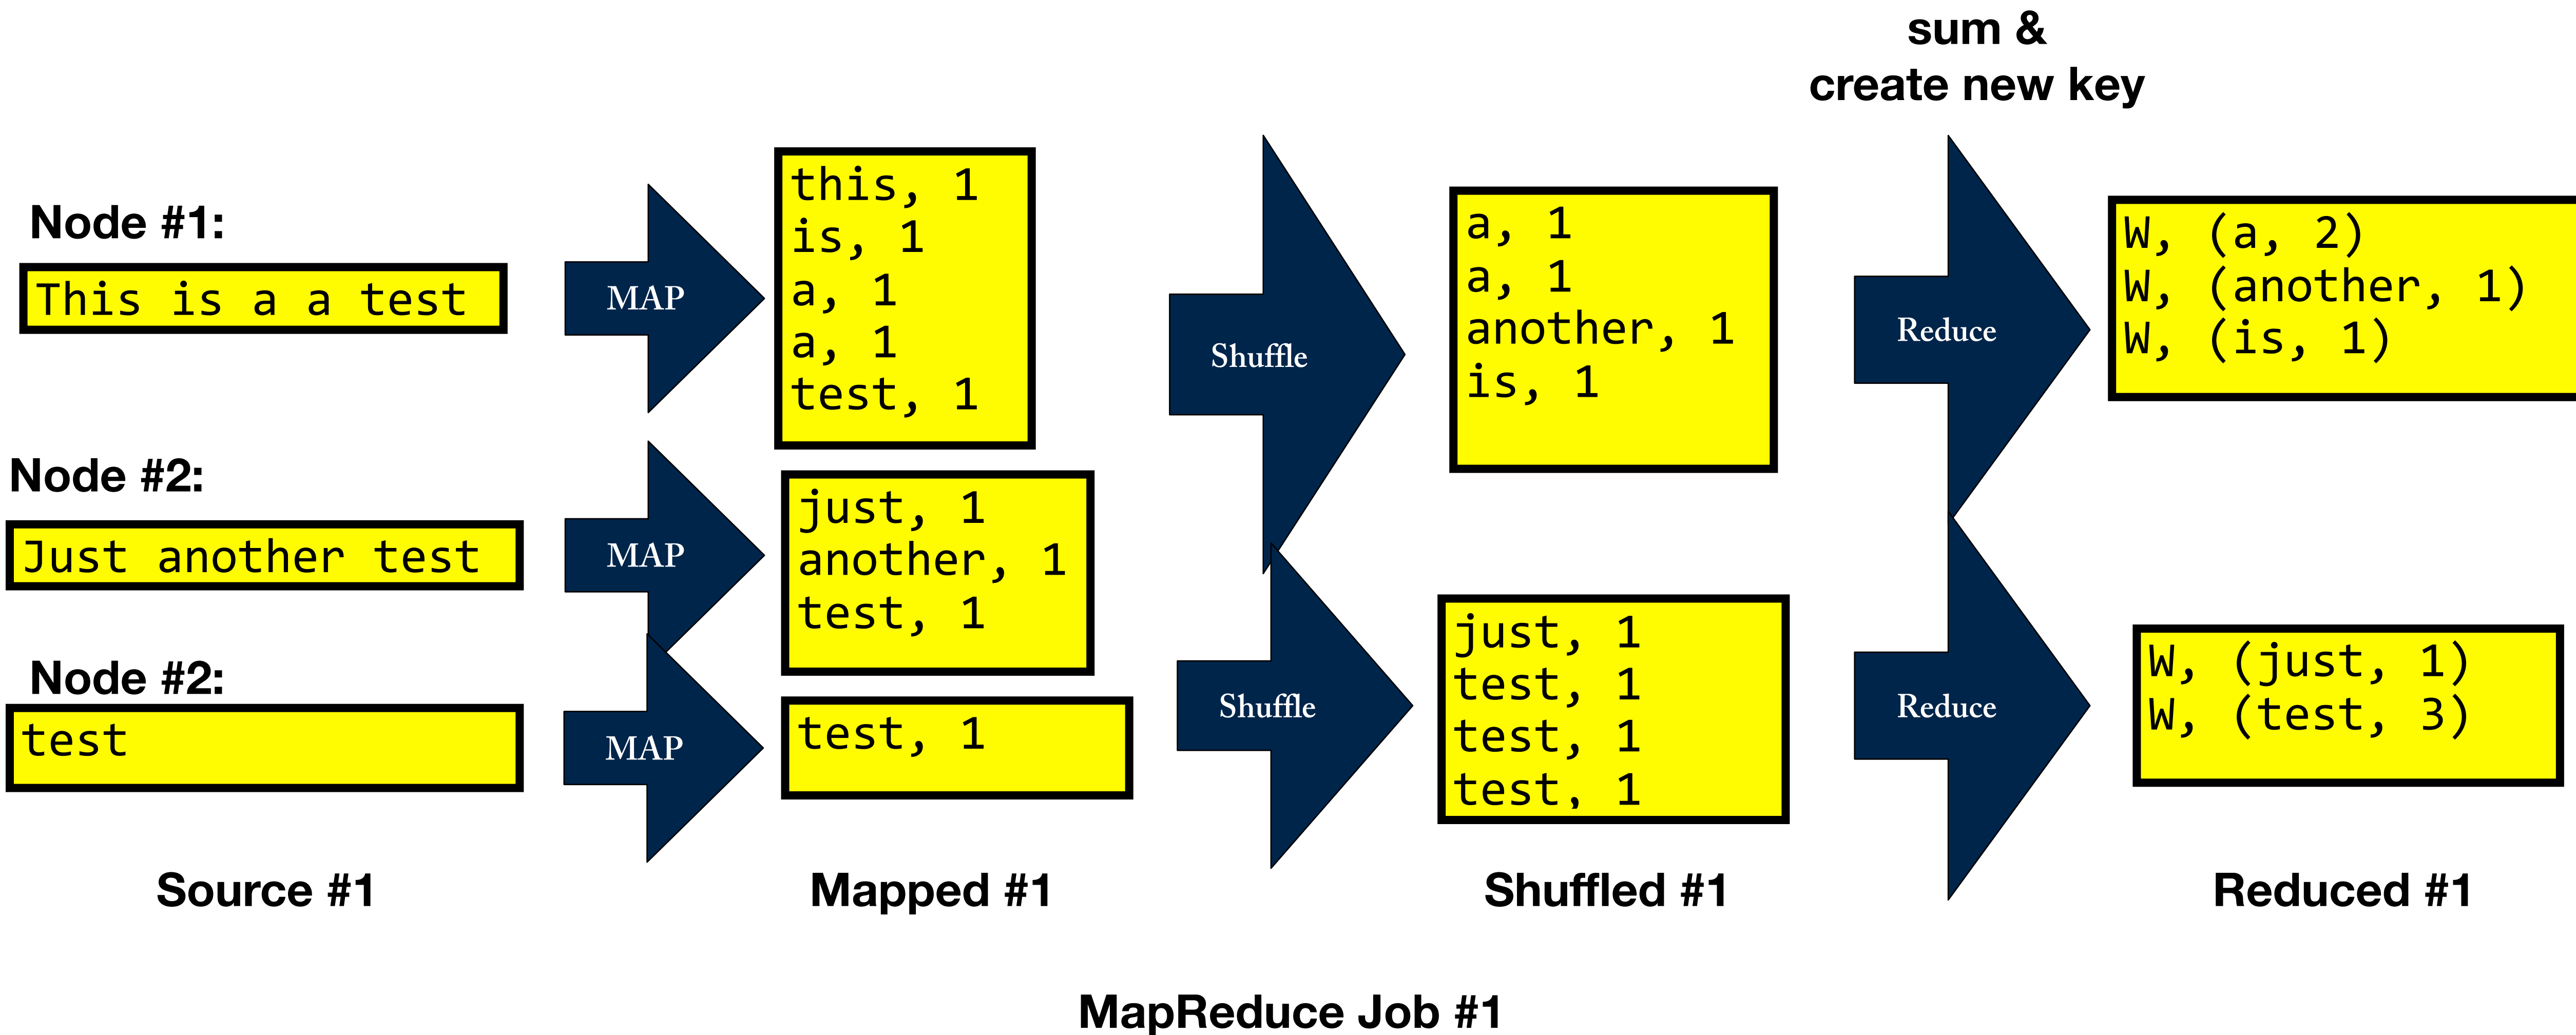 sum &
create new key
Node #1:
This is a a test
MAP
this, 1
is, 1
a, 1
a, 1
test, 1
Shuffle
a, 1
a, 1
another, 1
is, 1
Reduce
W, (a, 2)
W, (another, 1)
W, (is, 1)
Node #2:
Just another test
MAP
just, 1
another, 1
test, 1
Node #2:
test
MAP
test, 1
Shuffle
just, 1
test, 1
test, 1
test, 1
Reduce
W, (just, 1)
W, (test, 3)
Source #1
Mapped #1
Shuffled #1
Reduced #1
MapReduce Job #1